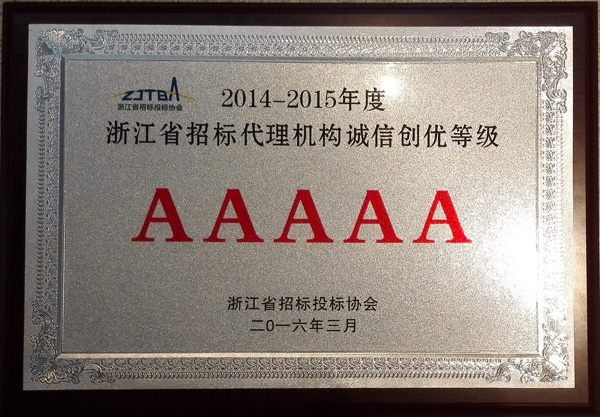 ZJTBA
浙江省招标投标协会
2014-2015年度
浙江省招标代理机构诚信创优等级
AAAAA
浙江省招标投标协会
二0一六年三月